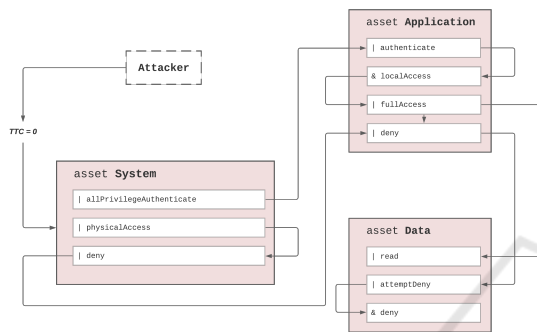 asset Application
| authenticate
& localAccess
| fullAccess
| deny
Attacker
TTC = 0
asset System
| allPrivilegeAuthenticate
| physicalAccess
| deny
asset Data
| read
| attemptDeny
& deny